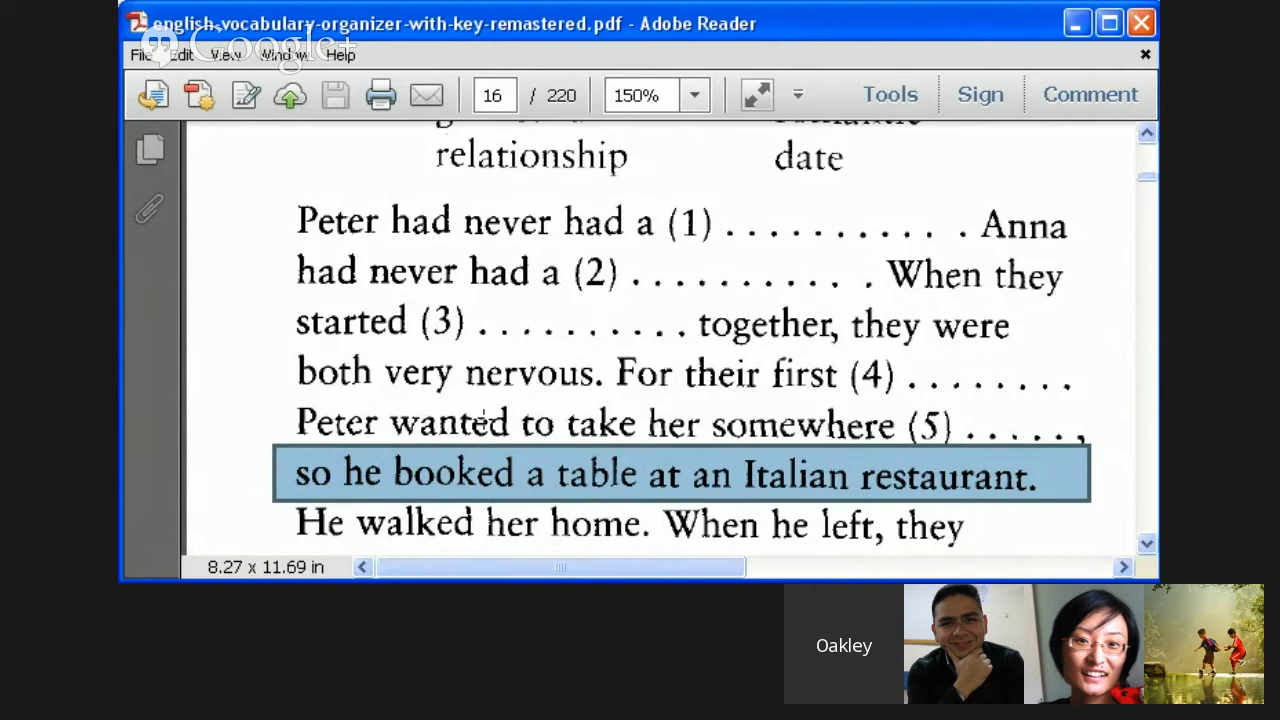 english-vocabulary-organizer-with-key-remastered.pdf - Adobe Reader
Google+
File Edit View Window Help
16 / 220 150% Tools Sign Comment
relationship date
Peter had never had a (1) . . . . . . . . . . . . Anna
had never had a (2) . . . . . . . . . . . . When they
started (3) . . . . . . . . . . together, they were
both very nervous. For their first (4) . . . . . . . .
Peter wanted to take her somewhere (5) . . . . . ,
so he booked a table at an Italian restaurant.
He walked her home. When he left, they
8.27 x 11.69 in
Oakley